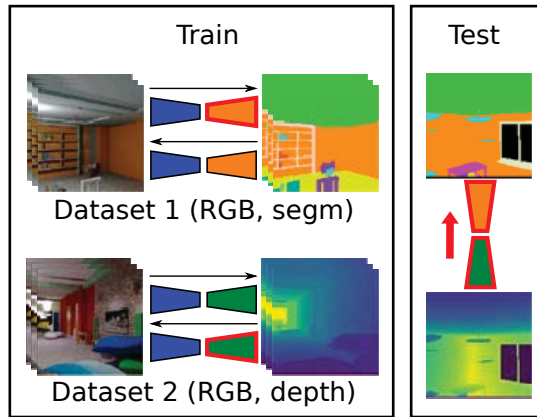 Train
Dataset 1 (RGB, segm)
Dataset 2 (RGB, depth)
Test